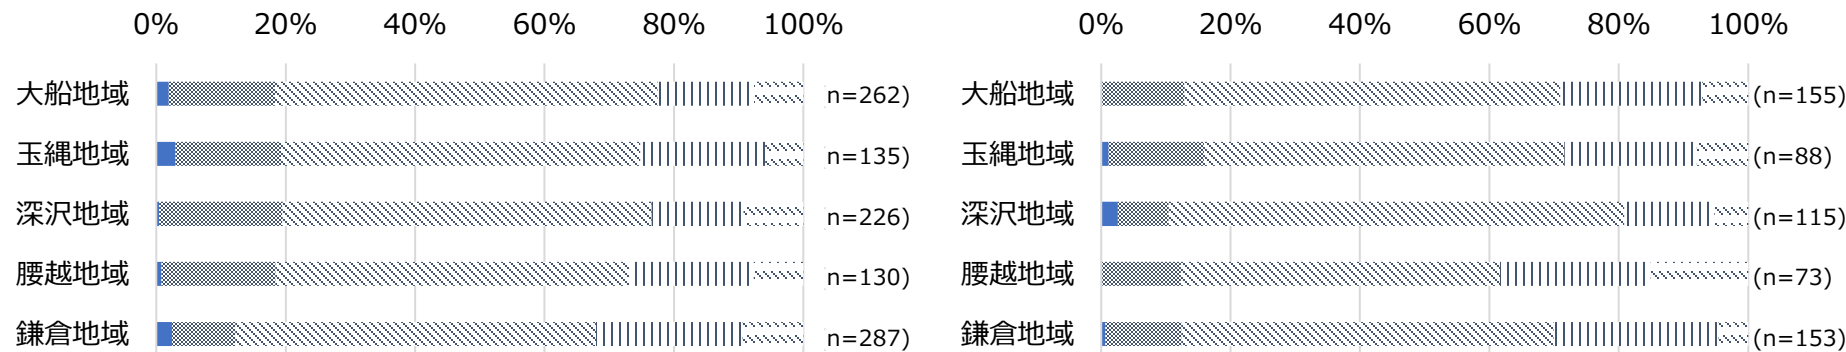 0% 20% 40% 60% 80% 100%
大船地域 n=262)
玉縄地域 n=135)
深沢地域 n=226)
腰越地域 n=130)
鎌倉地域 n=287)
0% 20% 40% 60% 80% 100%
大船地域 (n=155)
玉縄地域 (n=88)
深沢地域 (n=115)
腰越地域 (n=73)
鎌倉地域 (n=153)